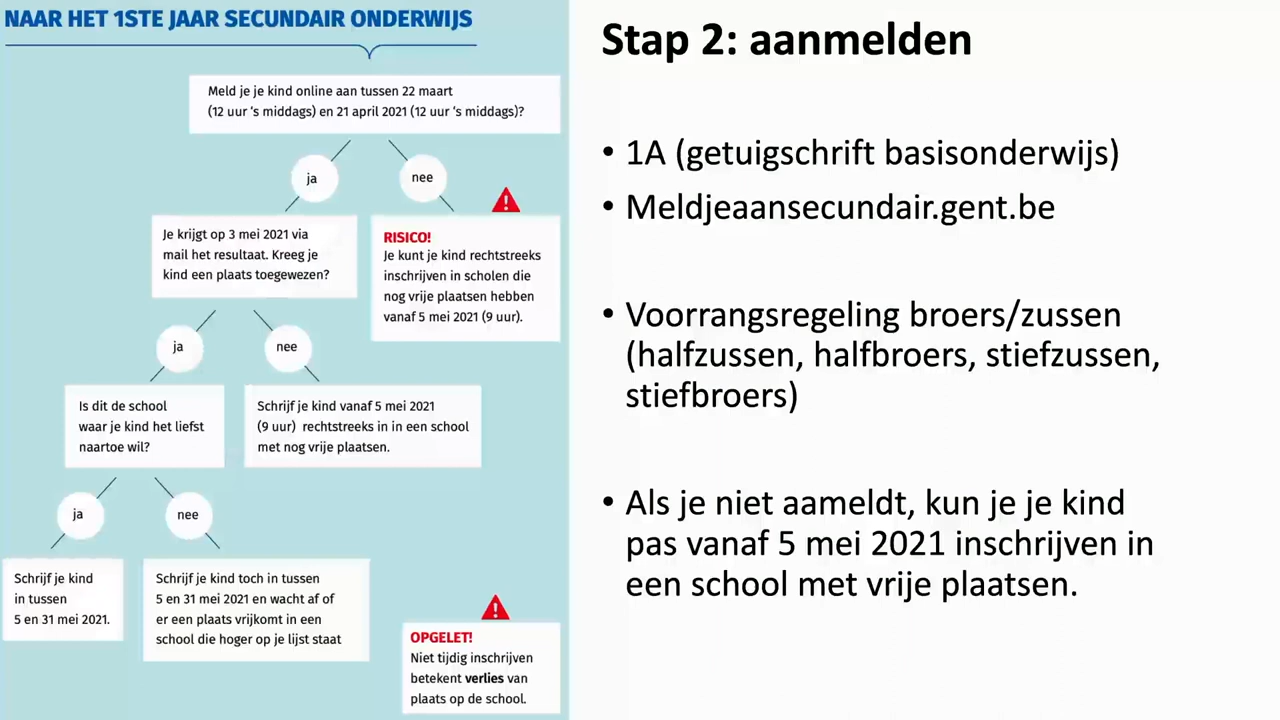 NAAR HET 1STE JAAR SECUNDAIR ONDERWIJS
Meld je je kind online aan tussen 22 maart
(12 uur ‘s middags) en 21 april 2021 (12 uur ‘s middags)?
ja
nee
Je krijgt op 3 mei 2021 via
mail het resultaat. Kreeg je
kind een plaats toegewezen?
RISICO!
Je kunt je kind rechtstreeks
inschrijven in scholen die
nog vrije plaatsen hebben
vanaf 5 mei 2021 (9 uur).
ja
nee
Is dit de school
waar je kind het liefst
naartoe wil?
Schrijf je kind vanaf 5 mei 2021
(9 uur) rechtstreeks in in een school
met nog vrije plaatsen.
ja
nee
Schrijf je kind
in tussen
5 en 31 mei 2021.
Schrijf je kind toch in tussen
5 en 31 mei 2021 en wacht af of
er een plaats vrijkomt in een
school die hoger op je lijst staat
OPGELET!
Niet tijdig inschrijven
betekent verlies van
plaats op de school.
Stap 2: aanmelden
• 1A (getuigschrift basisonderwijs)
• Meldjeaansecundair.gent.be
• Voorrangsregeling broers/zussen
(halfzussen, halfbroers, stiefzussen,
stiefbroers)
• Als je niet aameldt, kun je je kind
pas vanaf 5 mei 2021 inschrijven in
een school met vrije plaatsen.